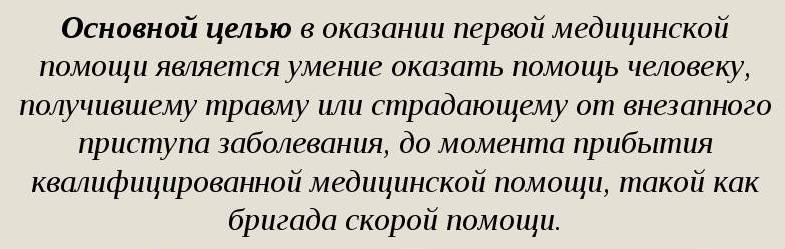 Основной целью в оказании первой медицинской
помощи является умение оказать помощь человеку,
получившему травму или страдающему от внезапного
приступа заболевания, до момента прибытия
квалифицированной медицинской помощи, такой как
бригада скорой помощи.